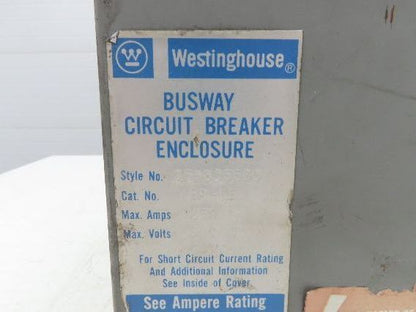 Westinghouse®
BUSWAY
CIRCUIT BREAKER
ENCLOSURE
Style No.
Cat. No.
Max. Amps
Max. Volts
For Short Circuit Current Rating
And Additional Information
See Inside of Cover
See Ampere Rating